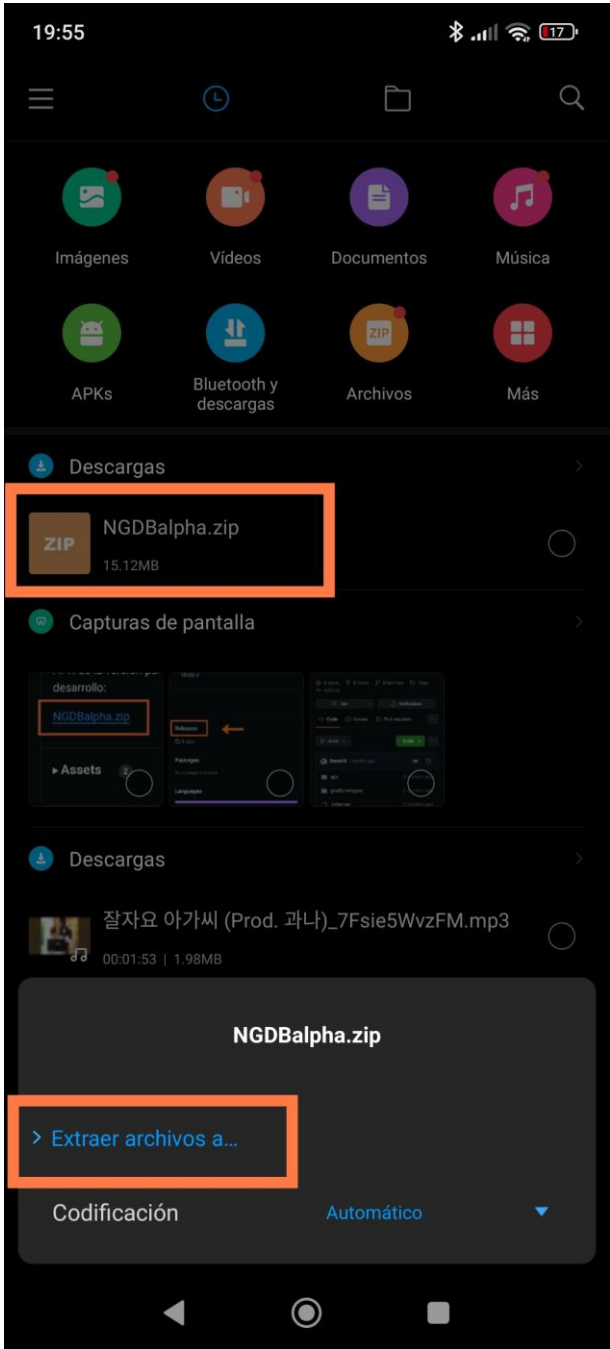 19:55
17
Imágenes
Vídeos
Documentos
Música
ZIP
APKs
Bluetooth y
descargas
Archivos
Más
Descargas
ZIP
NGDBalpha.zip
15.12MB
Capturas de pantalla
desarrollo:
NGDBalpha.zip
Assets
2
Releases
Packages
Languages
Descargas
잘자요 아가씨 (Prod. 과나)_7Fsie5WvzFM.mp3
00:01:53 | 1.98MB
NGDBalpha.zip
> Extraer archivos a...
Codificación
Automático